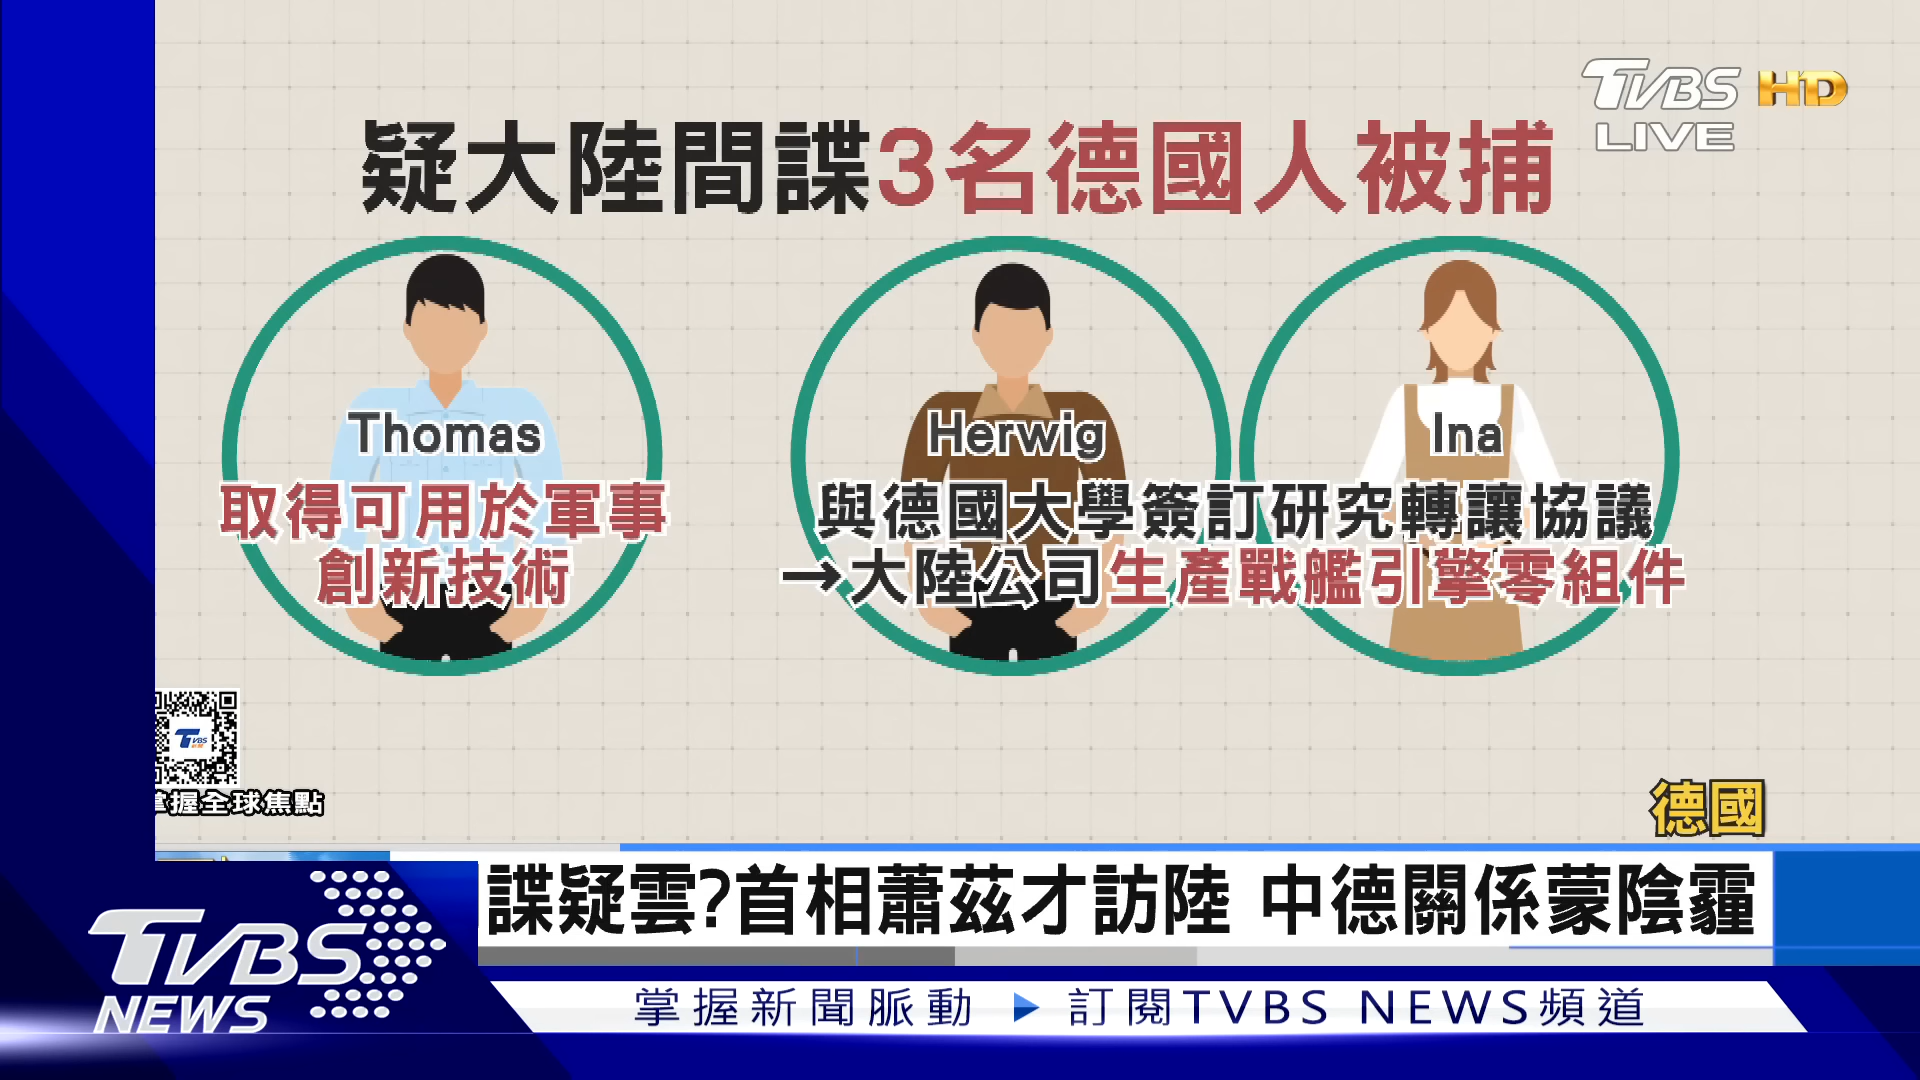 TVBS HD
LIVE
疑大陸間諜3名德國人被捕
Thomas
取得可用於軍事
創新技術
Herwig
Ina
與德國大學簽訂研究轉讓協議
→大陸公司生產戰艦引擎零組件
TVBS
掌握全球焦點
德國
諜疑雲?首相蕭茲才訪陸 中德關係蒙陰霾
TVBS
NEWS
掌握新聞脈動 ▶ 訂閱TVBS NEWS頻道